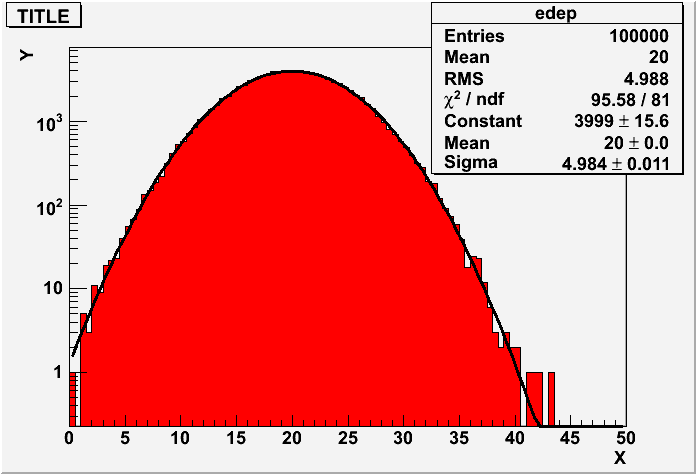 TITLE
edep
Entries 100000
Mean 20
RMS 4.988
χ² / ndf 95.58 / 81
Constant 3999 ± 15.6
Mean 20 ± 0.0
Sigma 4.984 ± 0.011
Y
10³
10²
10
1
0 5 10 15 20 25 30 35 40 45 50
X